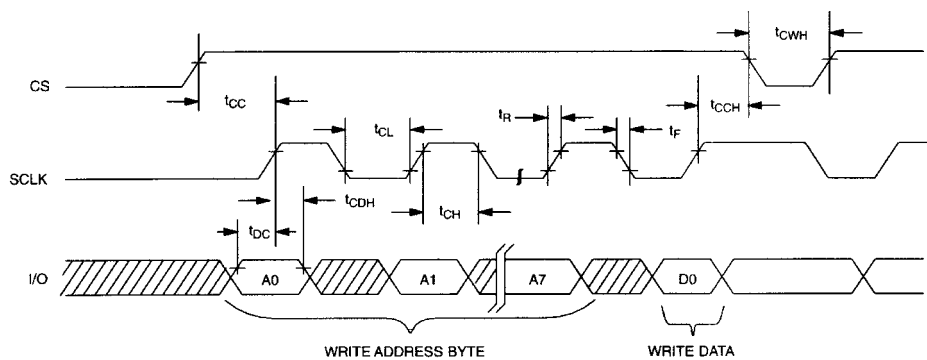 tCWH
CS
tCC
tCCH
tCL
tR
tF
SCLK
tCDH
tCH
tDC
I/O
A0
A1
A7
D0
WRITE ADDRESS BYTE
WRITE DATA